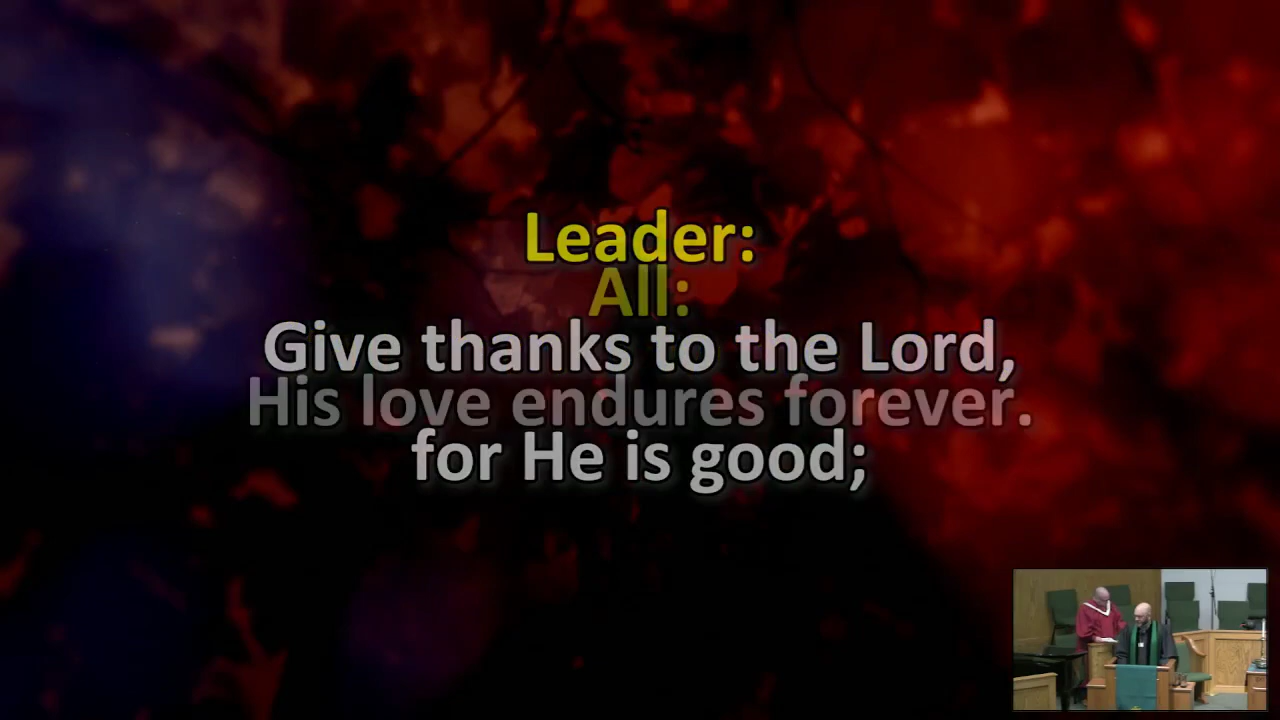 Leader:
All:
Give thanks to the Lord,
His love endures forever.
for He is good;